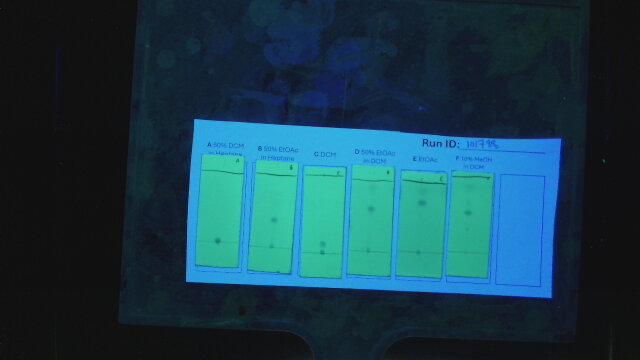 Run ID: 101798
A 50% DCM
in Heptane
B 50% EtOAc
in Heptane
C DCM
D 50% EtOAc
in DCM
E EtOAc
F 10% MeOH
in DCM
A
B
C
E